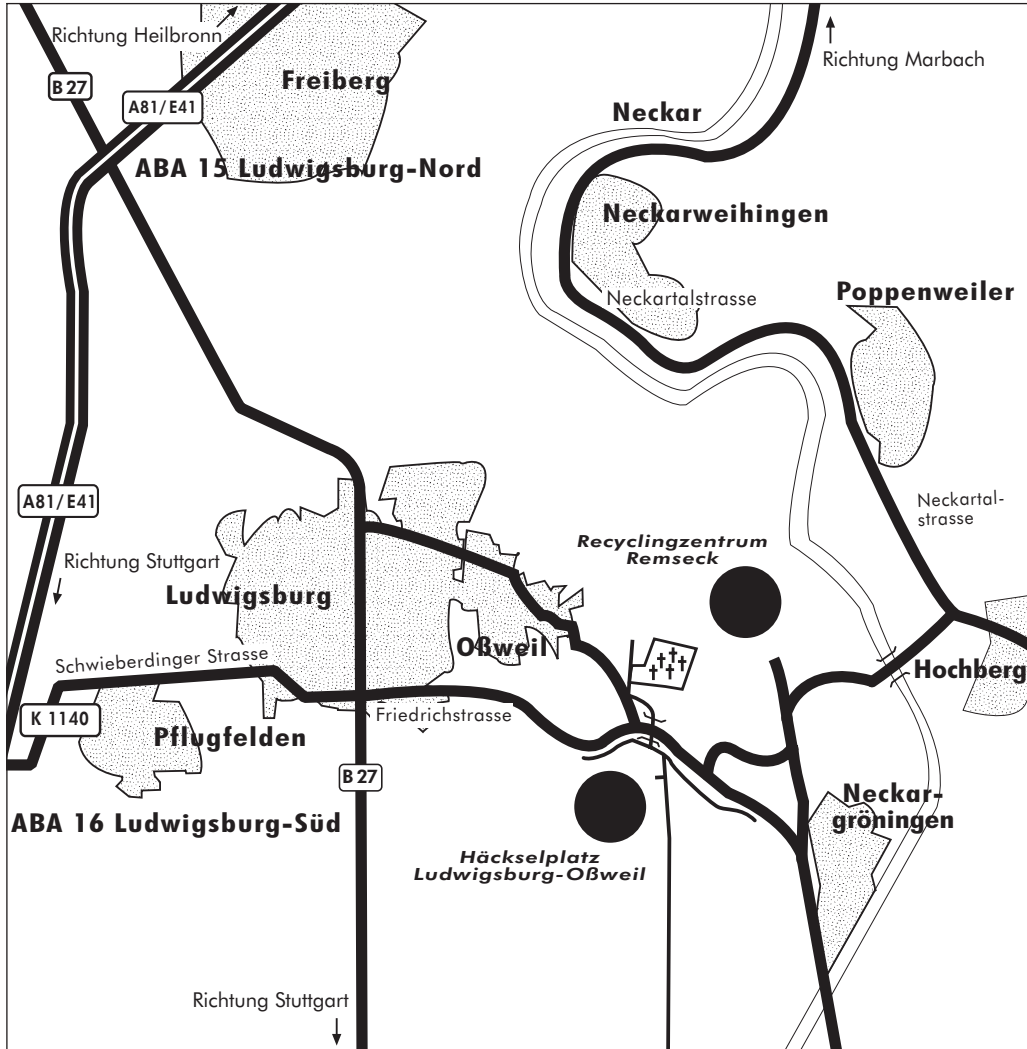 Richtung Heilbronn
Richtung Marbach
B 27
Freiberg
A81/E41
Neckar
ABA 15 Ludwigsburg-Nord
Neckarweihingen
Neckartalstrasse
Poppenweiler
A81/E41
Neckartal-
strasse
Richtung Stuttgart
Recyclingzentrum
Remseck
Ludwigsburg
Oßweil
Schwieberdinger Strasse
Hochberg
K 1140
Friedrichstrasse
Pflugfelden
B 27
Neckar-
gröningen
ABA 16 Ludwigsburg-Süd
Häckselplatz
Ludwigsburg-Oßweil
Richtung Stuttgart